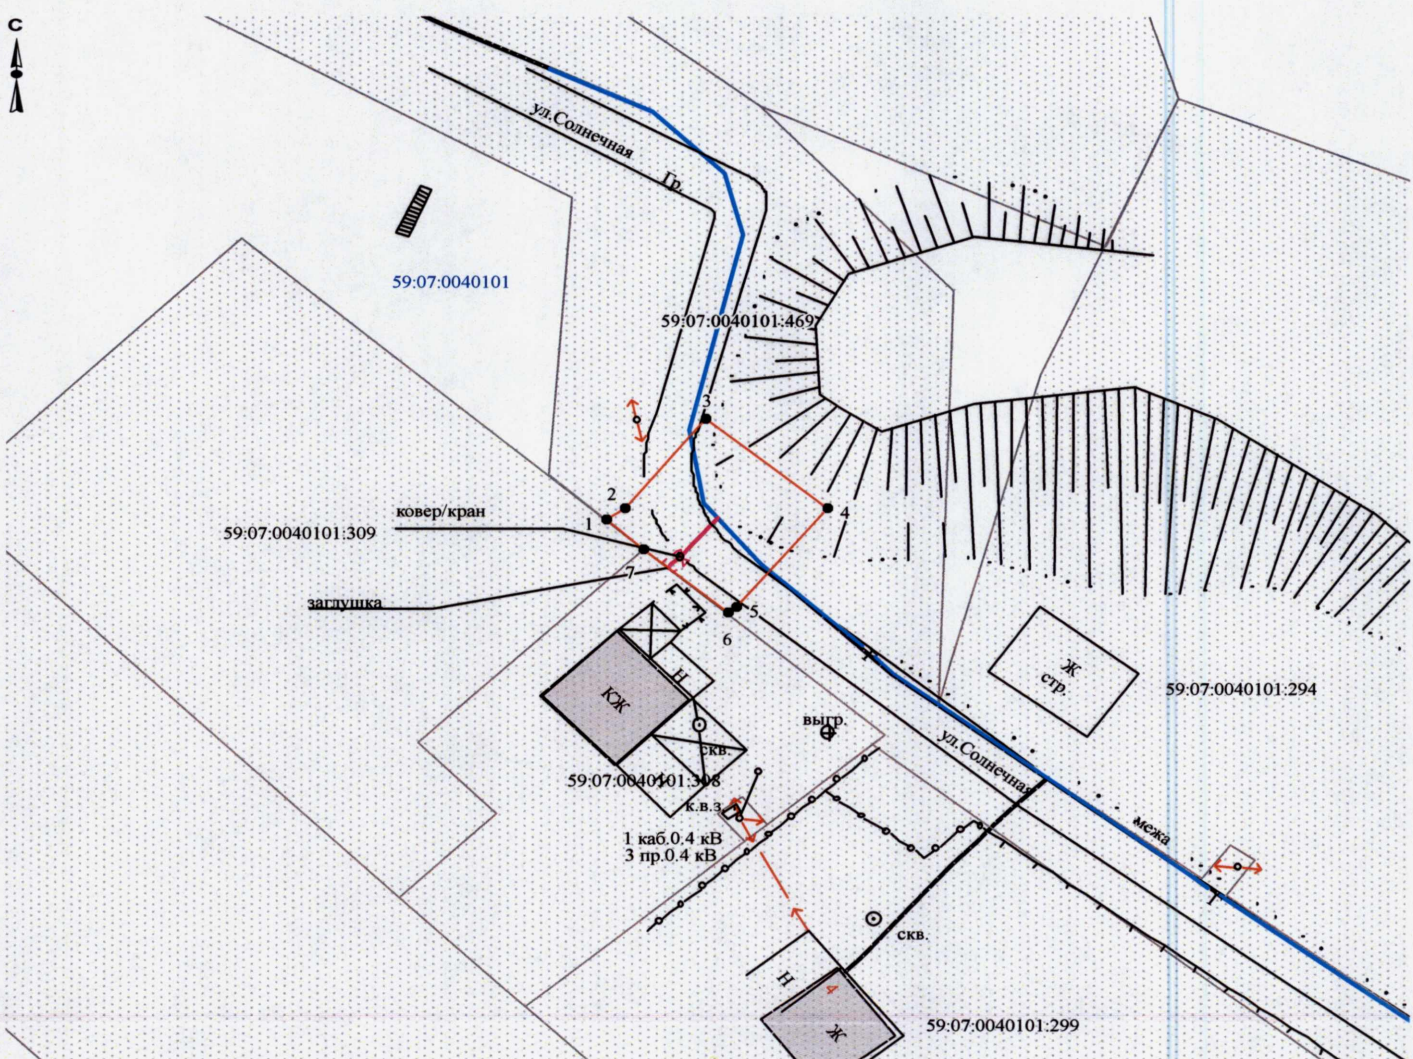 С
ул.Солнечная
Гр.
59:07:0040101
59:07:0040101:469
3
2
4
1
ковер/кран
59:07:0040101:309
7
заглушка
5
6
Н
Ж
стр.
59:07:0040101:294
КЖ
выгр.
скв.
ул.Солнечная
59:07:0040101:308
к.в.з.
1 каб.0.4 кВ
3 пр.0.4 кВ
межа
скв.
Н
4
Ж
59:07:0040101:299